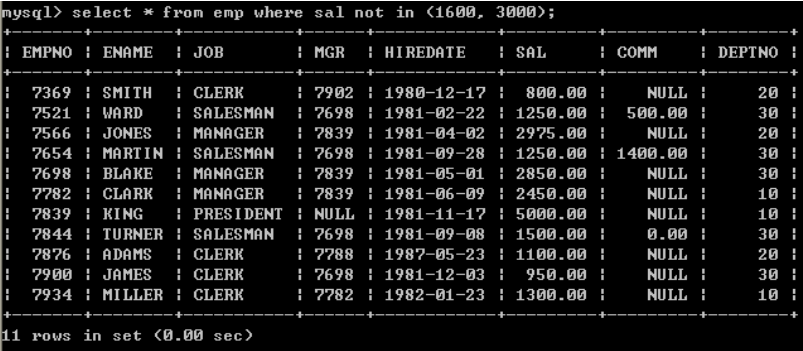 mysql> select * from emp where sal not in (1600, 3000);
+-------+--------+-----------+------+------------+---------+---------+--------+
| EMPNO | ENAME  | JOB       | MGR  | HIREDATE   | SAL     | COMM    | DEPTNO |
+-------+--------+-----------+------+------------+---------+---------+--------+
|  7369 | SMITH  | CLERK     | 7902 | 1980-12-17 |  800.00 |    NULL |     20 |
|  7521 | WARD   | SALESMAN  | 7698 | 1981-02-22 | 1250.00 |  500.00 |     30 |
|  7566 | JONES  | MANAGER   | 7839 | 1981-04-02 | 2975.00 |    NULL |     20 |
|  7654 | MARTIN | SALESMAN  | 7698 | 1981-09-28 | 1250.00 | 1400.00 |     30 |
|  7698 | BLAKE  | MANAGER   | 7839 | 1981-05-01 | 2850.00 |    NULL |     30 |
|  7782 | CLARK  | MANAGER   | 7839 | 1981-06-09 | 2450.00 |    NULL |     10 |
|  7839 | KING   | PRESIDENT | NULL | 1981-11-17 | 5000.00 |    NULL |     10 |
|  7844 | TURNER | SALESMAN  | 7698 | 1981-09-08 | 1500.00 |    0.00 |     30 |
|  7876 | ADAMS  | CLERK     | 7788 | 1987-05-23 | 1100.00 |    NULL |     20 |
|  7900 | JAMES  | CLERK     | 7698 | 1981-12-03 |  950.00 |    NULL |     30 |
|  7934 | MILLER | CLERK     | 7782 | 1982-01-23 | 1300.00 |    NULL |     10 |
+-------+--------+-----------+------+------------+---------+---------+--------+
11 rows in set (0.00 sec)